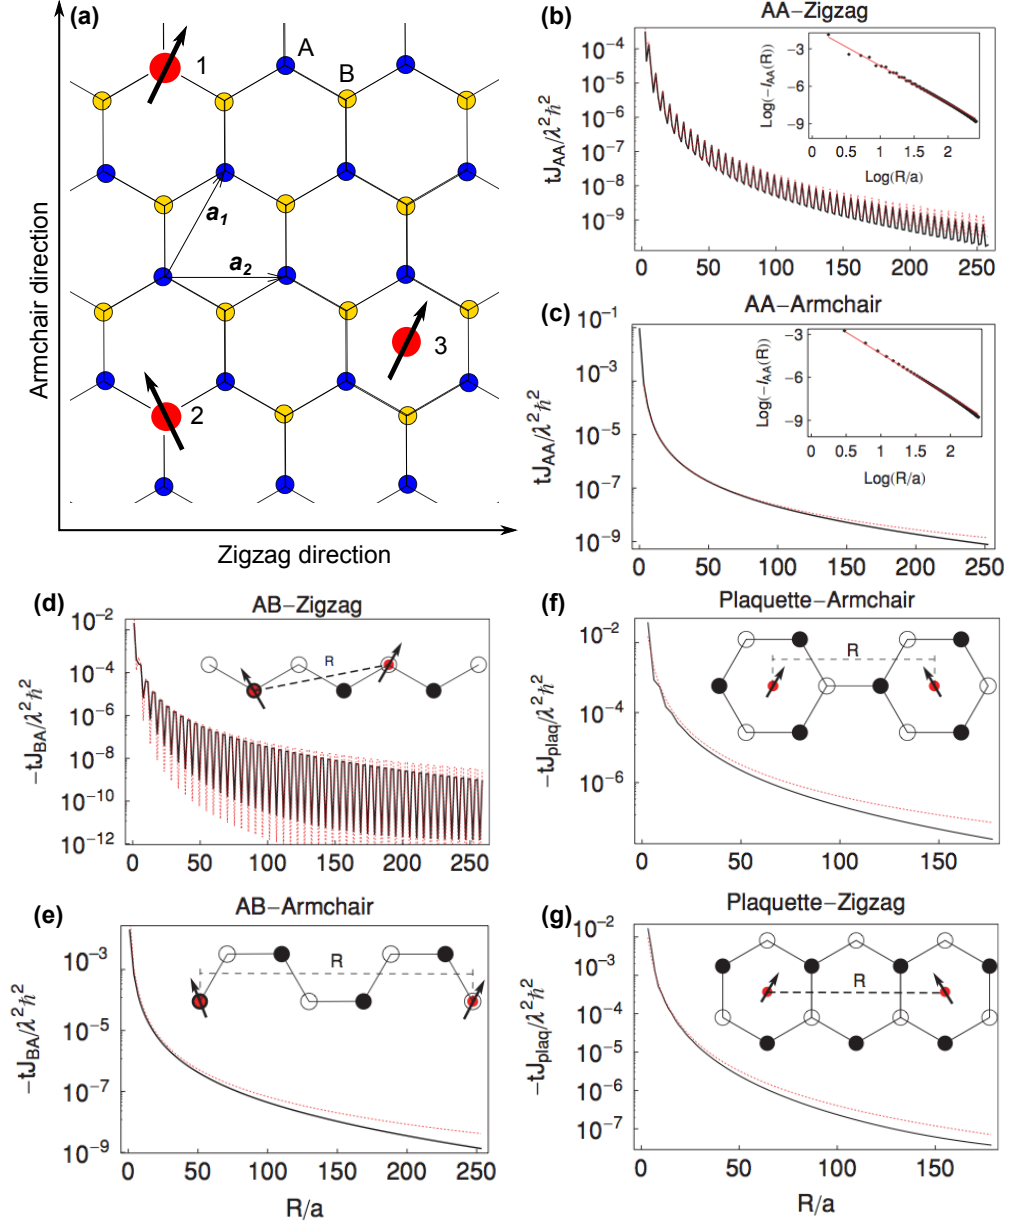 (a)
1
A
B
a1
a2
3
2
Armchair direction
Zigzag direction
(b)
AA−Zigzag
tJAA/λ²ħ²
10⁻⁴
10⁻⁵
10⁻⁶
10⁻⁷
10⁻⁸
10⁻⁹
0 50 100 150 200 250
Log(−IAA(R))
−3
−6
−9
0 0.5 1 1.5 2 2.4
Log(R/a)
(c)
AA−Armchair
tJAA/λ²ħ²
10⁻¹
10⁻³
10⁻⁵
10⁻⁷
10⁻⁹
0 50 100 150 200 250
Log(−IAA(R))
−3
−6
−9
0 0.5 1 1.5 2 2.4
Log(R/a)
(d)
AB−Zigzag
−tJBA/λ²ħ²
10⁻²
10⁻⁴
10⁻⁶
10⁻⁸
10⁻¹⁰
10⁻¹²
R
0 50 100 150 200 250
(f)
Plaquette−Armchair
−tJplaq/λ²ħ²
10⁻²
10⁻⁴
10⁻⁶
R
0 50 100 150
(e)
AB−Armchair
−tJBA/λ²ħ²
10⁻³
10⁻⁵
10⁻⁷
10⁻⁹
R
0 50 100 150 200 250
R/a
(g)
Plaquette−Zigzag
−tJplaq/λ²ħ²
10⁻²
10⁻³
10⁻⁴
10⁻⁵
10⁻⁶
10⁻⁷
R
0 50 100 150
R/a